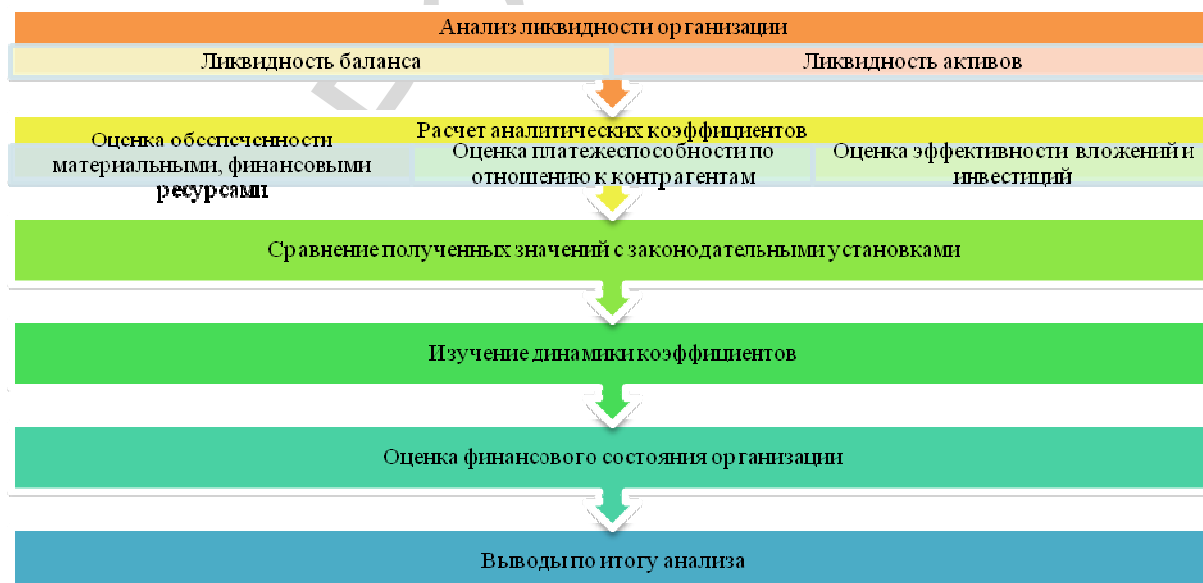 Анализ ликвидности организации
Ликвидность баланса
Ликвидность активов
Расчет аналитических коэффициентов
Оценка обеспеченности
материальными, финансовыми
ресурсами
Оценка платежеспособности по
отношению к контрагентам
Оценка эффективности вложений и
инвестиций
Сравнение полученных значений с законодательными установками
Изучение динамики коэффициентов
Оценка финансового состояния организации
Выводы по итогу анализа